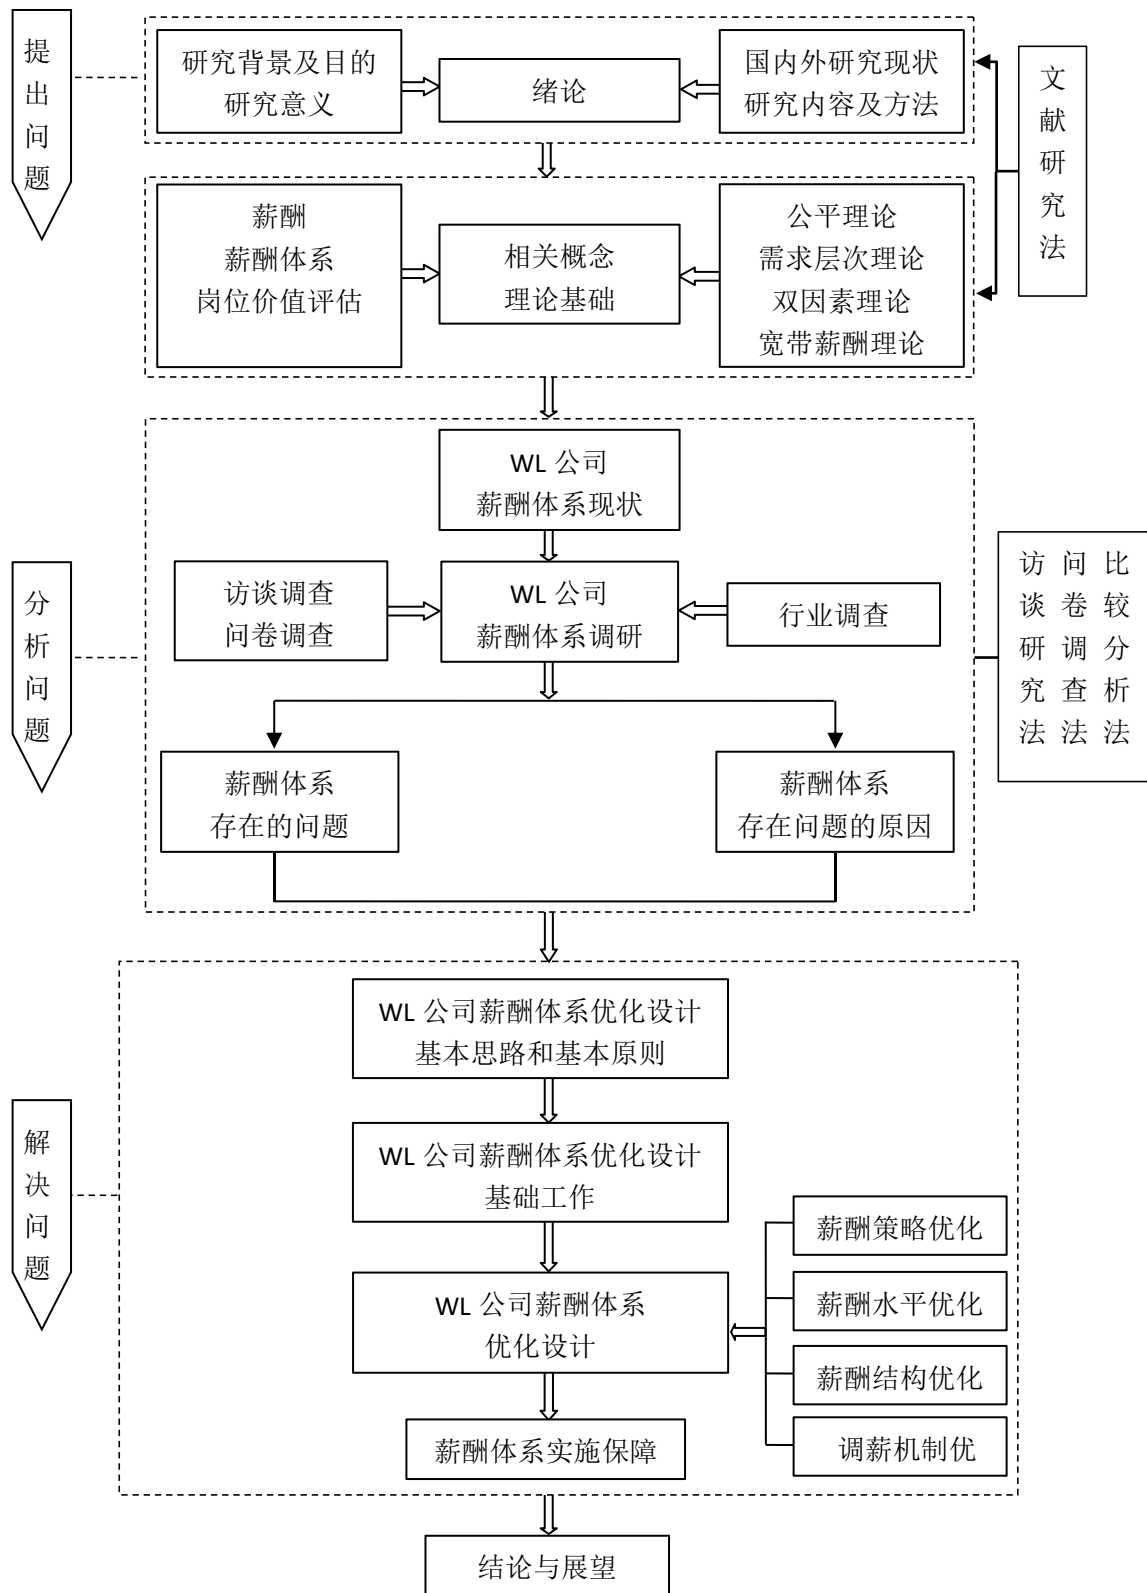 提出问题
研究背景及目的
研究意义
绪论
国内外研究现状
研究内容及方法
文献研究法
薪酬
薪酬体系
岗位价值评估
相关概念
理论基础
公平理论
需求层次理论
双因素理论
宽带薪酬理论
分析问题
WL 公司
薪酬体系现状
访谈调查
问卷调查
WL 公司
薪酬体系调研
行业调查
访谈研究法
问卷调查法
比较分析法
薪酬体系
存在的问题
薪酬体系
存在问题的原因
解决问题
WL 公司薪酬体系优化设计
基本思路和基本原则
WL 公司薪酬体系优化设计
基础工作
WL 公司薪酬体系
优化设计
薪酬策略优化
薪酬水平优化
薪酬结构优化
调薪机制优
薪酬体系实施保障
结论与展望